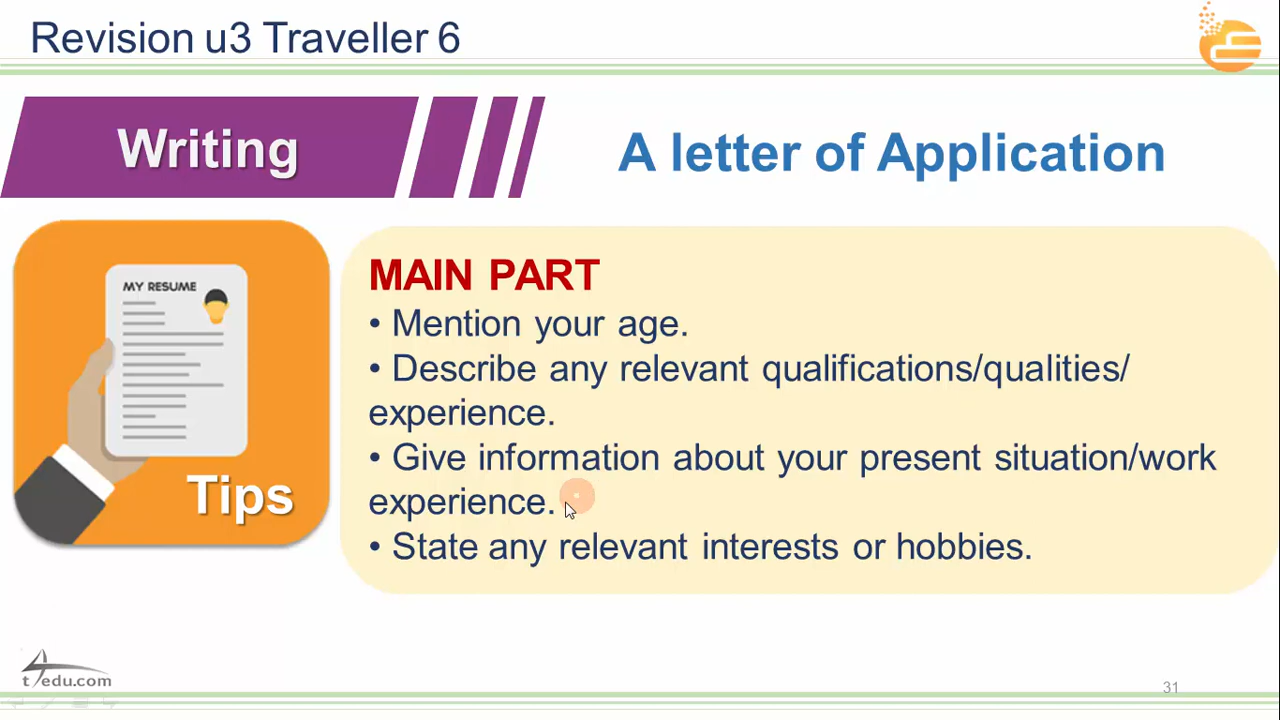 Revision u3 Traveller 6
Writing
A letter of Application
MY RESUME
Tips
MAIN PART
• Mention your age.
• Describe any relevant qualifications/qualities/
experience.
• Give information about your present situation/work
experience.
• State any relevant interests or hobbies.
t4edu.com
31